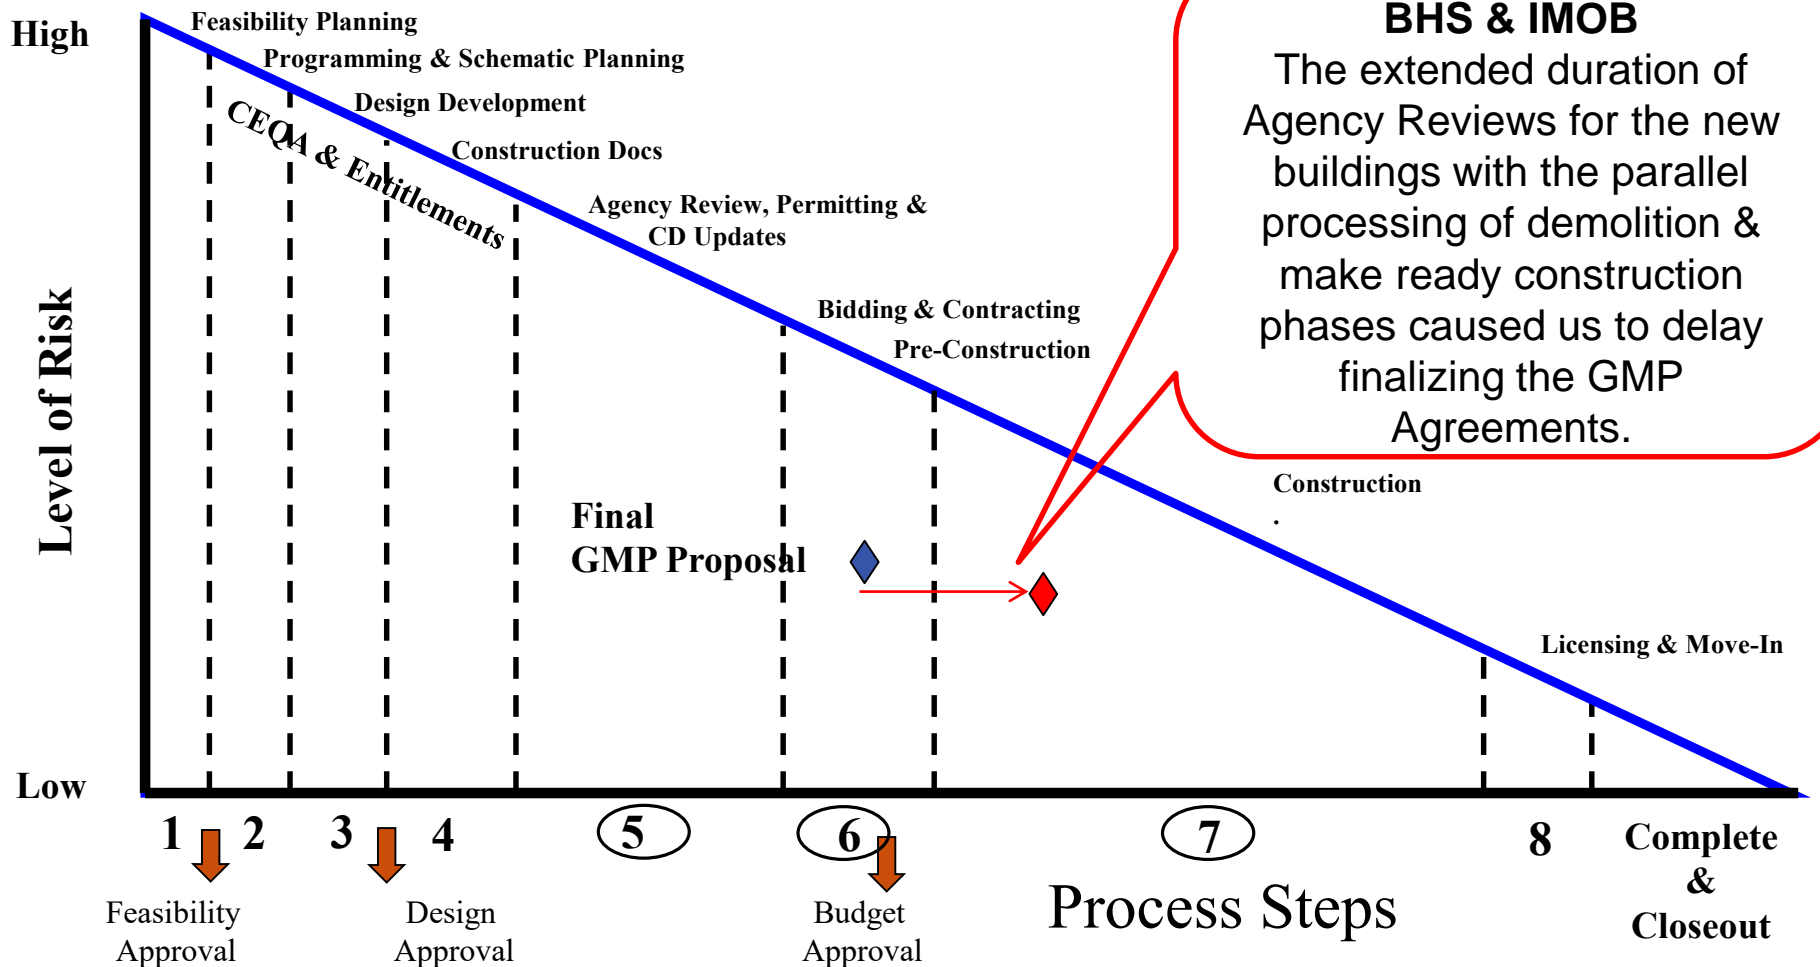 BHS & IMOB
The extended duration of
Agency Reviews for the new
buildings with the parallel
processing of demolition &
make ready construction
phases caused us to delay
finalizing the GMP
Agreements.
High
Feasibility Planning
Programming & Schematic Planning
Design Development
CEQA & Entitlements
Construction Docs
Agency Review, Permitting &
CD Updates
Bidding & Contracting
Pre-Construction
Level of Risk
Construction
.
Final
GMP Proposal
Licensing & Move-In
Low
1
2
3
4
5
6
7
8
Complete
&
Closeout
Feasibility
Approval
Design
Approval
Budget
Approval
Process Steps